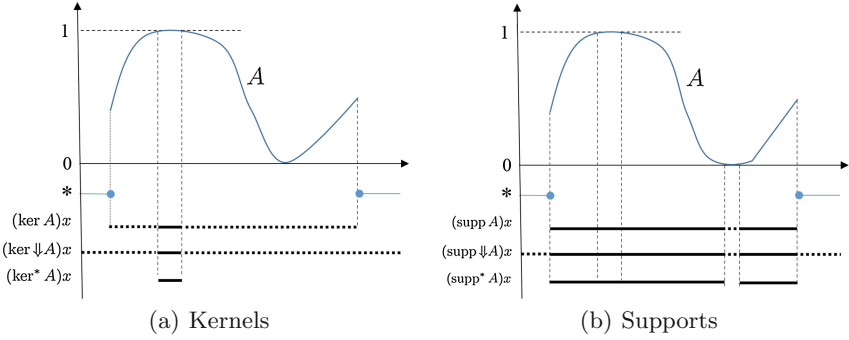 1
A
0
*
(ker A)x
(ker ⇓A)x
(ker* A)x
(a) Kernels
1
A
0
*
(supp A)x
(supp ⇓A)x
(supp* A)x
(b) Supports